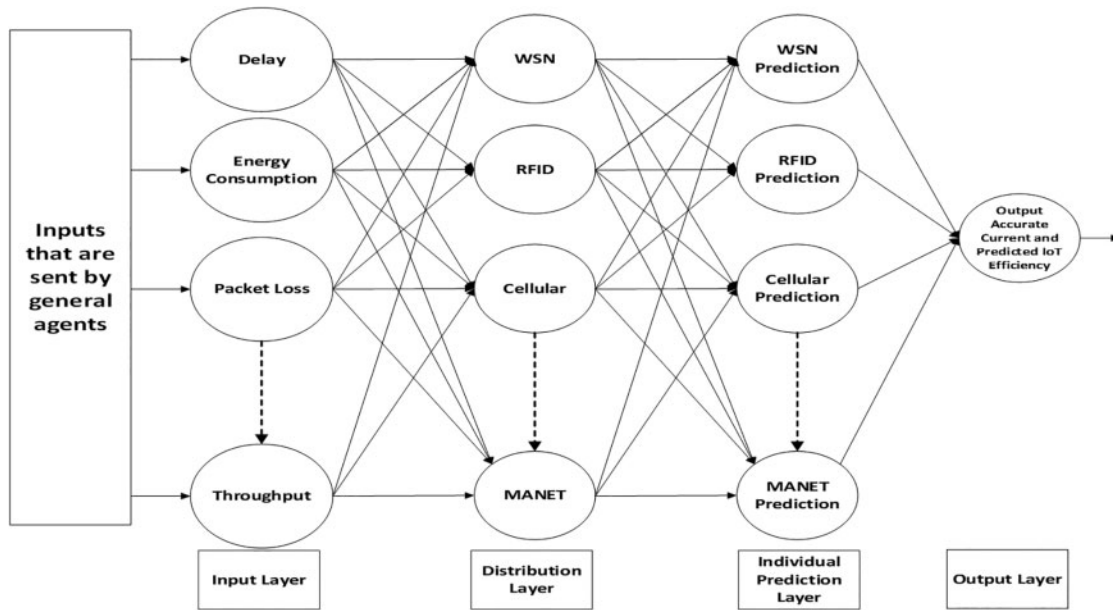 Inputs
that are
sent by
general
agents
Delay
Energy
Consumption
Packet Loss
Throughput
Input Layer
WSN
RFID
Cellular
MANET
Distribution
Layer
WSN
Prediction
RFID
Prediction
Cellular
Prediction
MANET
Prediction
Individual
Prediction
Layer
Output
Accurate
Current and
Predicted IoT
Efficiency
Output Layer